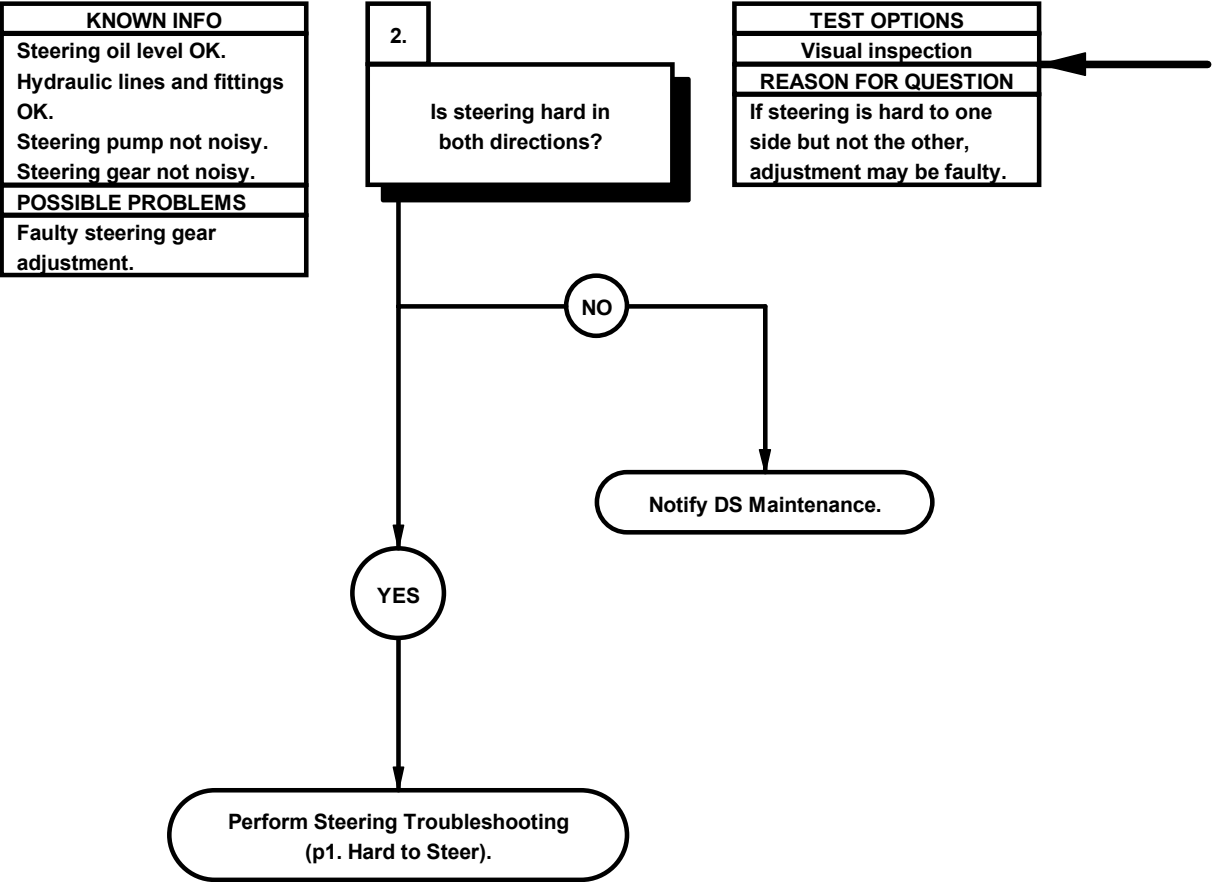 KNOWN INFO
Steering oil level OK.
Hydraulic lines and fittings
OK.
Steering pump not noisy.
Steering gear not noisy.
POSSIBLE PROBLEMS
Faulty steering gear
adjustment.
2.
Is steering hard in
both directions?
TEST OPTIONS
Visual inspection
REASON FOR QUESTION
If steering is hard to one
side but not the other,
adjustment may be faulty.
NO
Notify DS Maintenance.
YES
Perform Steering Troubleshooting
(p1. Hard to Steer).